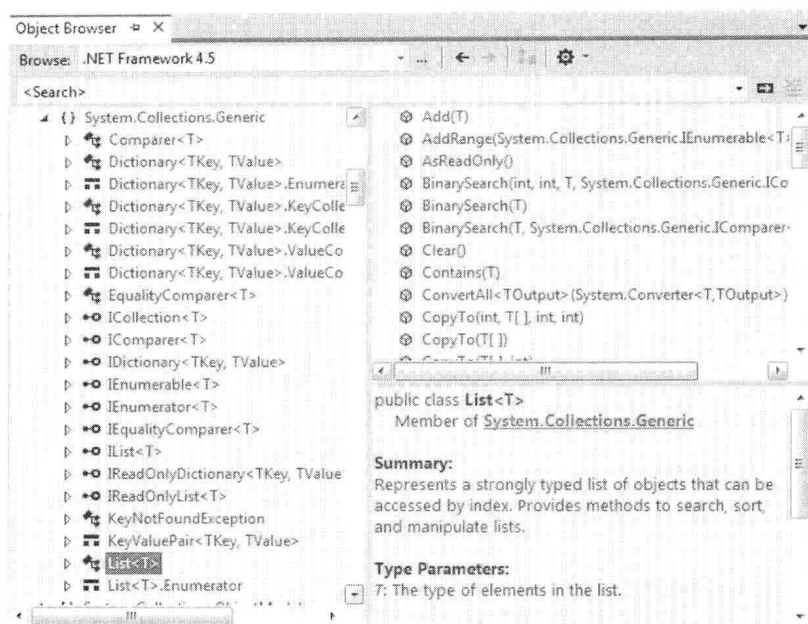 Object Browser
Browse: .NET Framework 4.5
...
<Search>
{} System.Collections.Generic
Comparer<T>
Dictionary<TKey, TValue>
Dictionary<TKey, TValue>.Enumera
Dictionary<TKey, TValue>.KeyColle
Dictionary<TKey, TValue>.KeyColle
Dictionary<TKey, TValue>.ValueCo
Dictionary<TKey, TValue>.ValueCo
EqualityComparer<T>
ICollection<T>
IComparer<T>
IDictionary<TKey, TValue>
IEnumerable<T>
IEnumerator<T>
IEqualityComparer<T>
IList<T>
IReadOnlyDictionary<TKey, TValue
IReadOnlyList<T>
KeyNotFoundException
KeyValuePair<TKey, TValue>
List<T>
List<T>.Enumerator
Add(T)
AddRange(System.Collections.Generic.IEnumerable<T>
AsReadOnly()
BinarySearch(int, int, T, System.Collections.Generic.ICo
BinarySearch(T)
BinarySearch(T, System.Collections.Generic.IComparer
Clear()
Contains(T)
ConvertAll<TOutput>(System.Converter<T,TOutput>)
CopyTo(int, T[ ], int, int)
CopyTo(T[ ])
CopyTo(T[ ], int)
public class List<T>
Member of System.Collections.Generic
Summary:
Represents a strongly typed list of objects that can be
accessed by index. Provides methods to search, sort,
and manipulate lists.
Type Parameters:
7: The type of elements in the list.